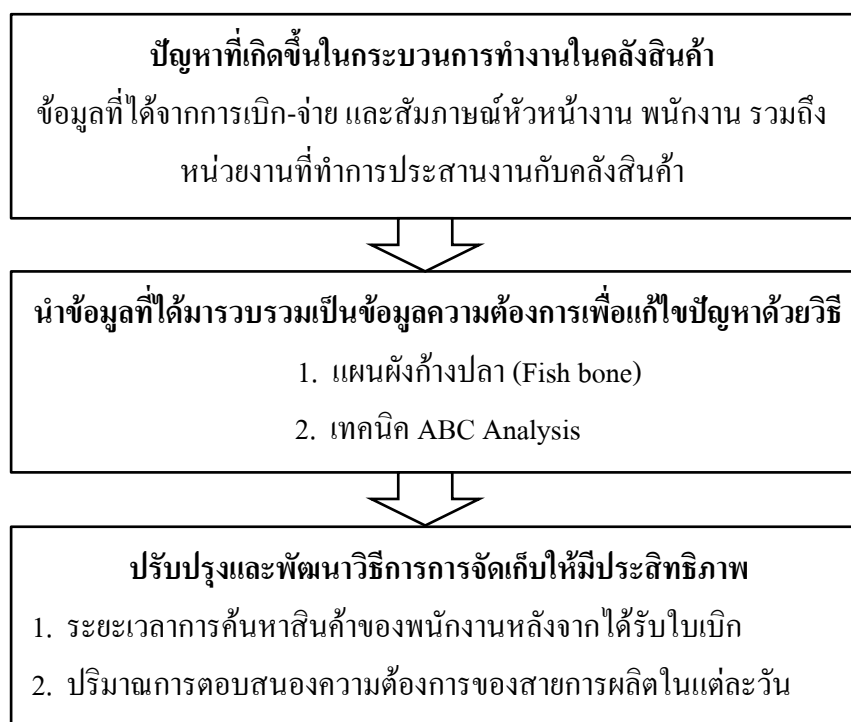 ปัญหาที่เกิดขึ้นในกระบวนการทำงานในคลังสินค้า
ข้อมูลที่ได้จากการเบิก-จ่าย และสัมภาษณ์หัวหน้างาน พนักงาน รวมถึง
หน่วยงานที่ทำการประสานงานกับคลังสินค้า
นำข้อมูลที่ได้มารวบรวมเป็นข้อมูลความต้องการเพื่อแก้ไขปัญหาด้วยวิธี
1. แผนผังก้างปลา (Fish bone)
2. เทคนิค ABC Analysis
ปรับปรุงและพัฒนาวิธีการการจัดเก็บให้มีประสิทธิภาพ
1. ระยะเวลาการค้นหาสินค้าของพนักงานหลังจากได้รับใบเบิก
2. ปริมาณการตอบสนองความต้องการของสายการผลิตในแต่ละวัน